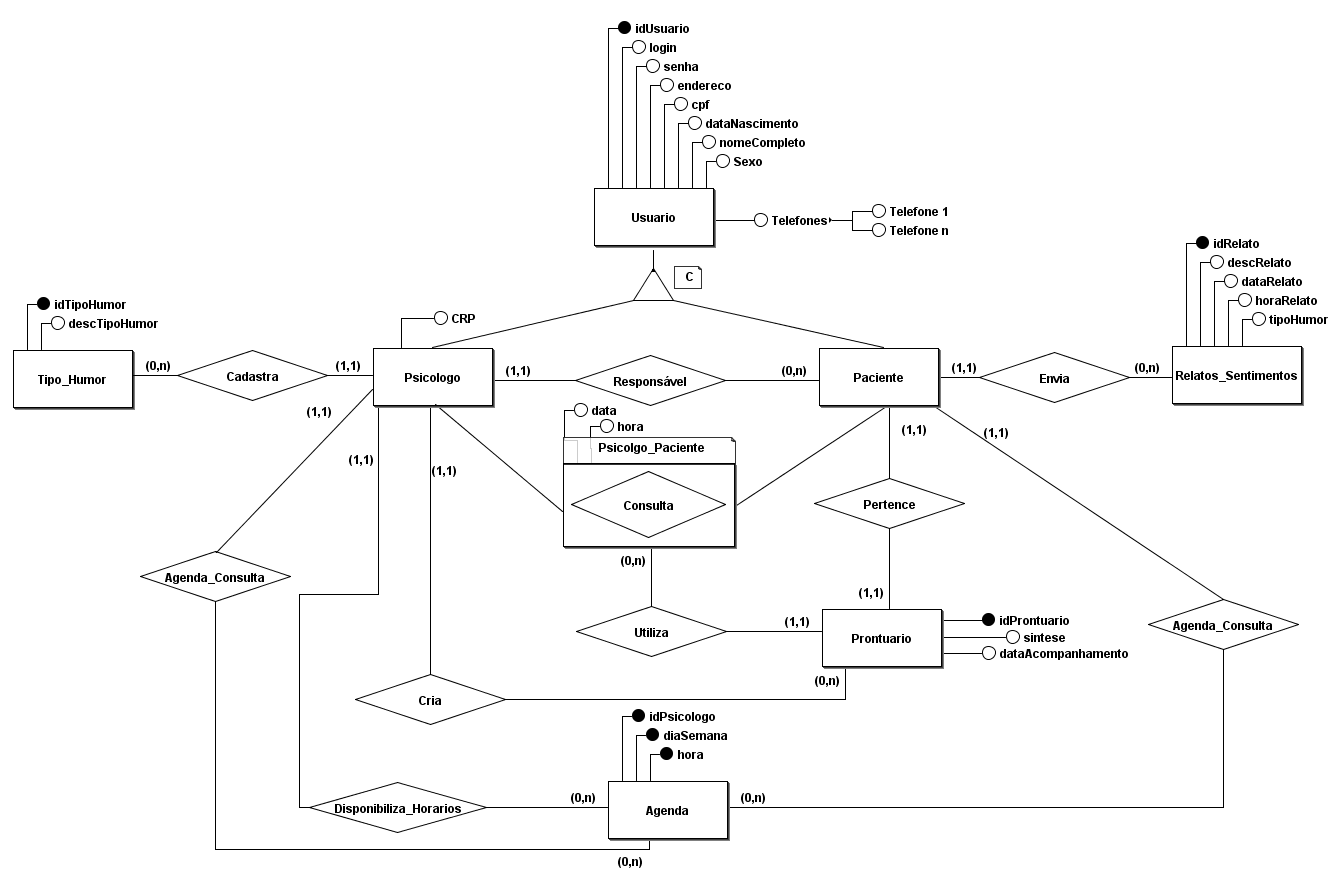 idUsuario
login
senha
endereco
cpf
dataNascimento
nomeCompleto
Sexo
Usuario
Telefones
Telefone 1
Telefone n
C
idRelato
descRelato
dataRelato
horaRelato
tipoHumor
idTipoHumor
descTipoHumor
CRP
Tipo_Humor
(0,n)
Cadastra
(1,1)
Psicologo
(1,1)
Responsável
(0,n)
Paciente
(1,1)
Envia
(0,n)
Relatos_Sentimentos
(1,1)
data
hora
Psicolgo_Paciente
(1,1)
(1,1)
(1,1)
(1,1)
Consulta
Pertence
(0,n)
Agenda_Consulta
(1,1)
Utiliza
(1,1)
Prontuario
idProntuario
sintese
dataAcompanhamento
Agenda_Consulta
(0,n)
Cria
idPsicologo
diaSemana
hora
Disponibiliza_Horarios
(0,n)
Agenda
(0,n)
(0,n)